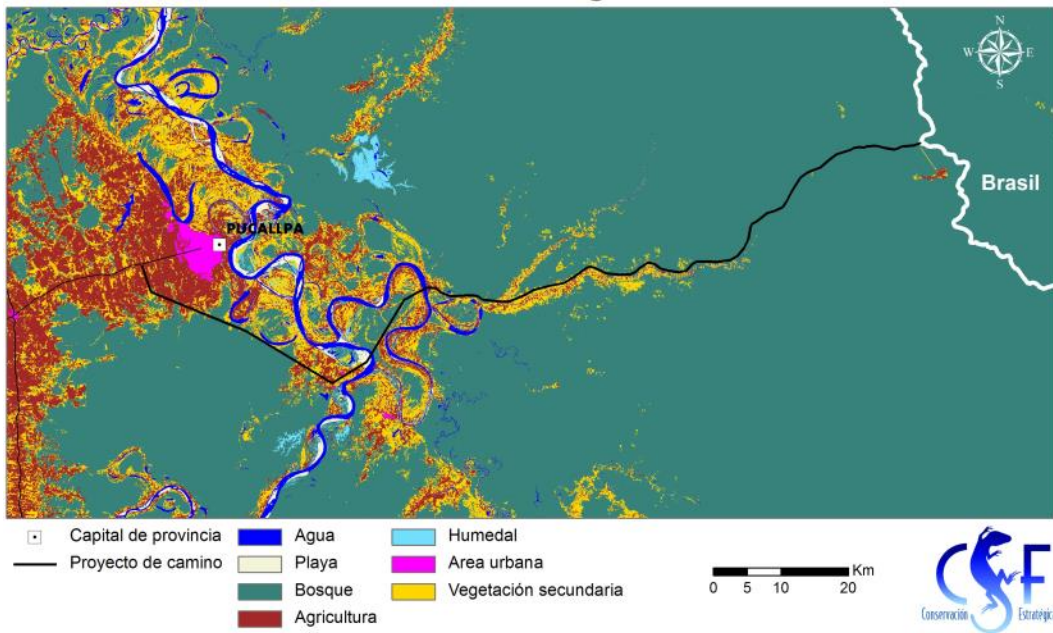 N
W E
S
Brasil
PUCALLPA
Capital de provincia
Proyecto de camino
Agua
Playa
Bosque
Agricultura
Humedal
Area urbana
Vegetación secundaria
Km
0 5 10 20
CSF
Conservación Estratégica